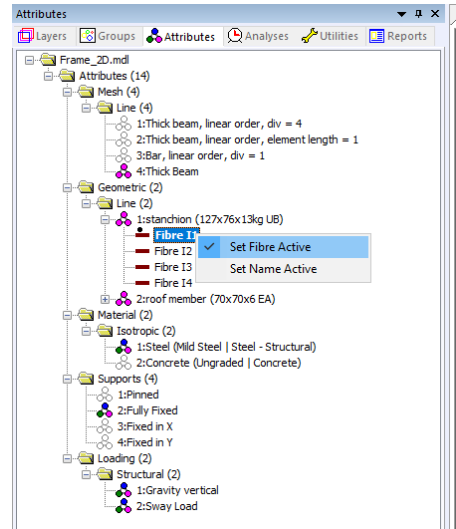 Attributes
Layers Groups Attributes Analyses Utilities Reports
Frame_2D.mdl
Attributes (14)
Mesh (4)
Line (4)
1:Thick beam, linear order, div = 4
2:Thick beam, linear order, element length = 1
3:Bar, linear order, div = 1
4:Thick Beam
Geometric (2)
Line (2)
1:stanchion (127x76x13kg UB)
Fibre I1
Set Fibre Active
Fibre I2
Set Name Active
Fibre I3
Fibre I4
2:roof member (70x70x6 EA)
Material (2)
Isotropic (2)
1:Steel (Mild Steel | Steel - Structural)
2:Concrete (Ungraded | Concrete)
Supports (4)
1:Pinned
2:Fully Fixed
3:Fixed in X
4:Fixed in Y
Loading (2)
Structural (2)
1:Gravity vertical
2:Sway Load